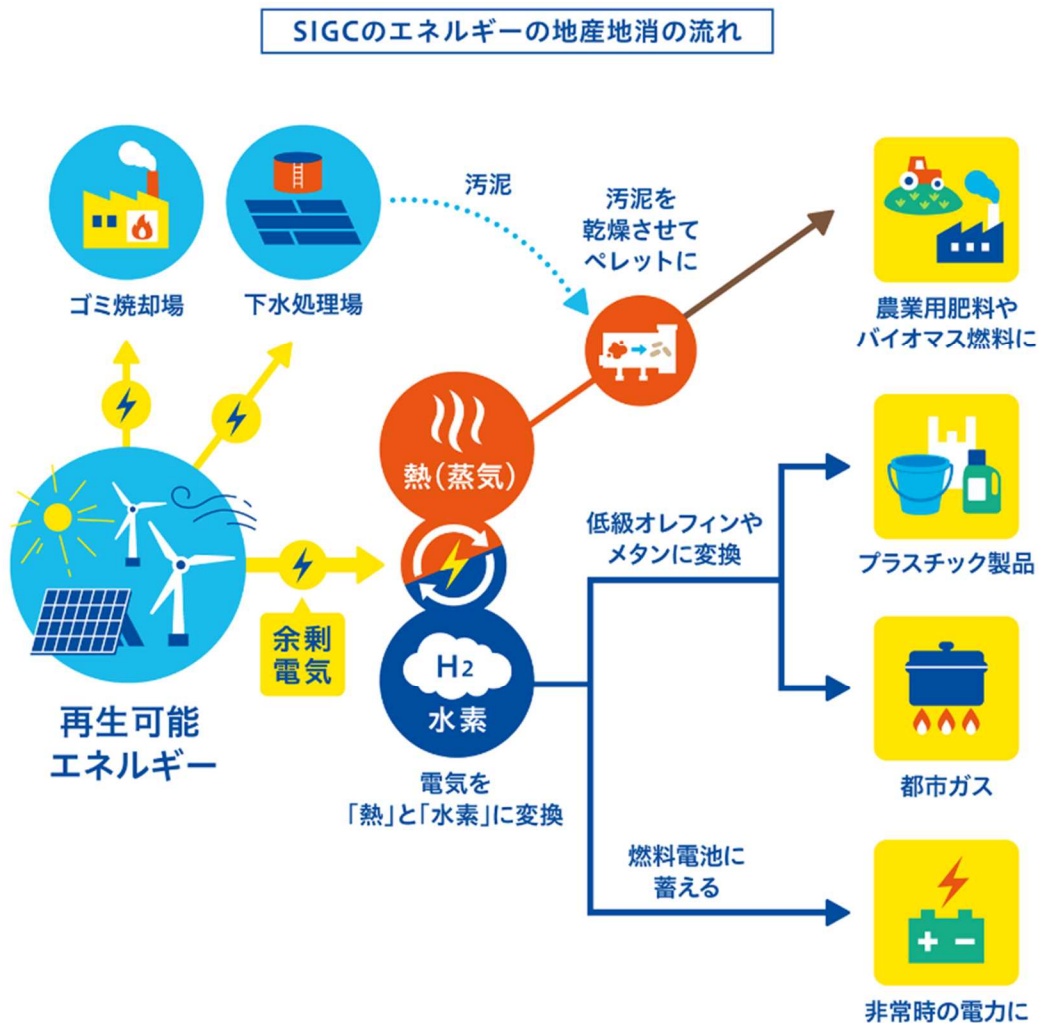 SIGCのエネルギーの地産地消の流れ
ゴミ焼却場
下水処理場
汚泥
汚泥を
乾燥させて
ペレットに
農業用肥料や
バイオマス燃料に
熱(蒸気)
再生可能
エネルギー
余剰
電気
H2
水素
電気を
「熱」と「水素」に変換
低級オレフィンや
メタンに変換
プラスチック製品
都市ガス
燃料電池に
蓄える
+ −
非常時の電力に